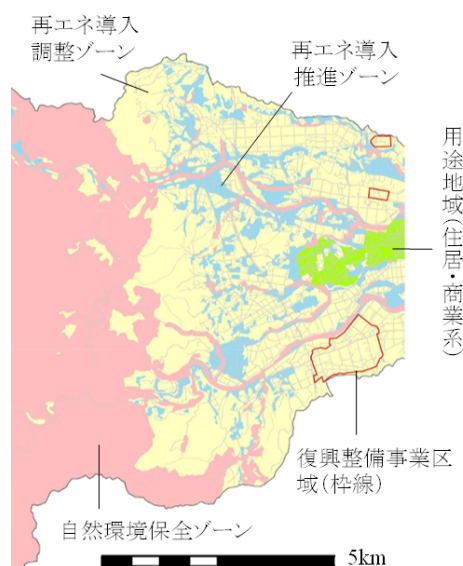 再エネ導入
調整ゾーン
再エネ導入
推進ゾーン
用途地域(住居・商業系)
復興整備事業区
域(枠線)
自然環境保全ゾーン
5km